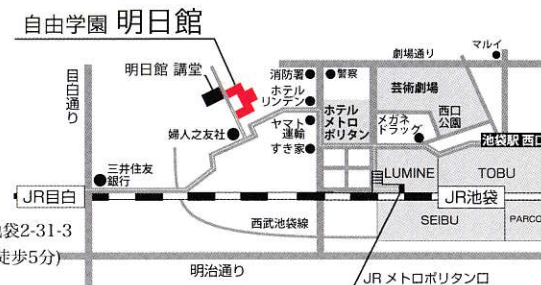 自由学園 明日館
マルイ
劇場通り
消防署
警察
明日館 講堂
ホテル
リンデン
芸術劇場
目白通り
ヤマト
運輸
ホテル
メトロ
ポリタン
メガネ
ドラッグ
西口
公園
婦人之友社
すき家
池袋駅 西口
三井住友
銀行
LUMINE
TOBU
JR目白
JR池袋
西武池袋線
SEIBU
PARCO
袋2-31-3
徒歩5分)
明治通り
JR メトロポリタン口